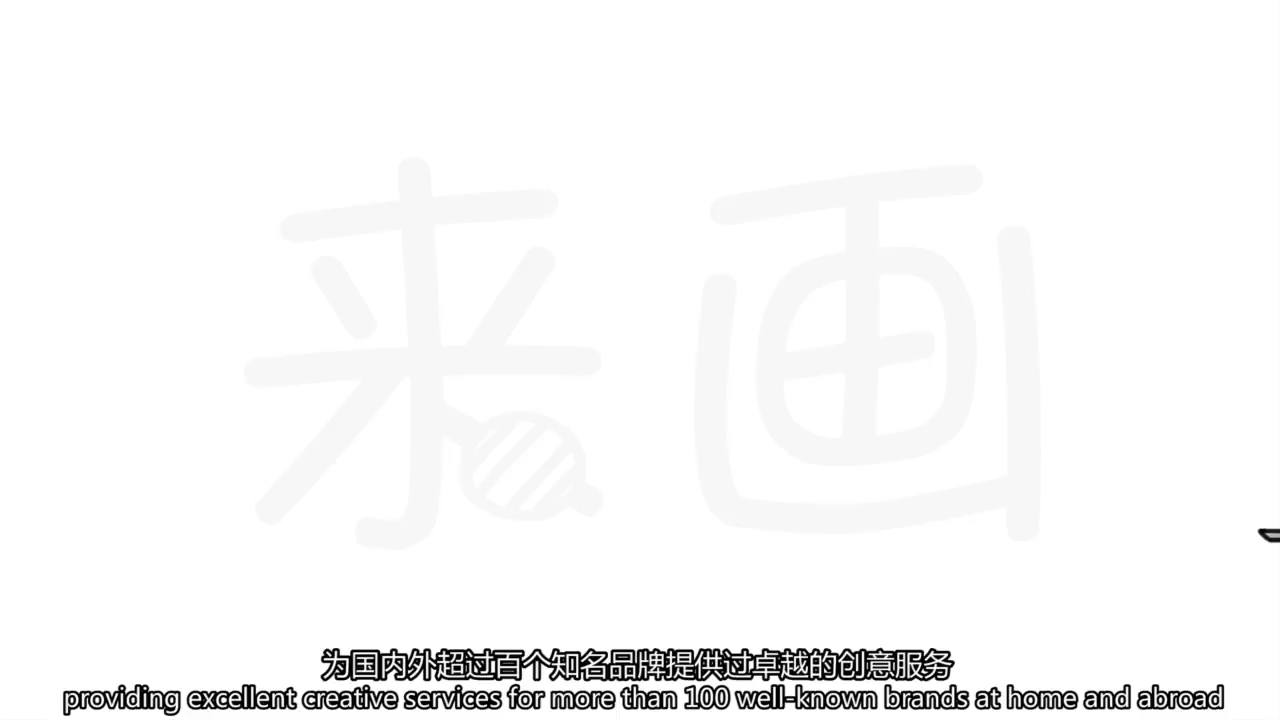 来画
为国内外超过百个知名品牌提供过卓越的创意服务
providing excellent creative services for more than 100 well-known brands at home and abroad